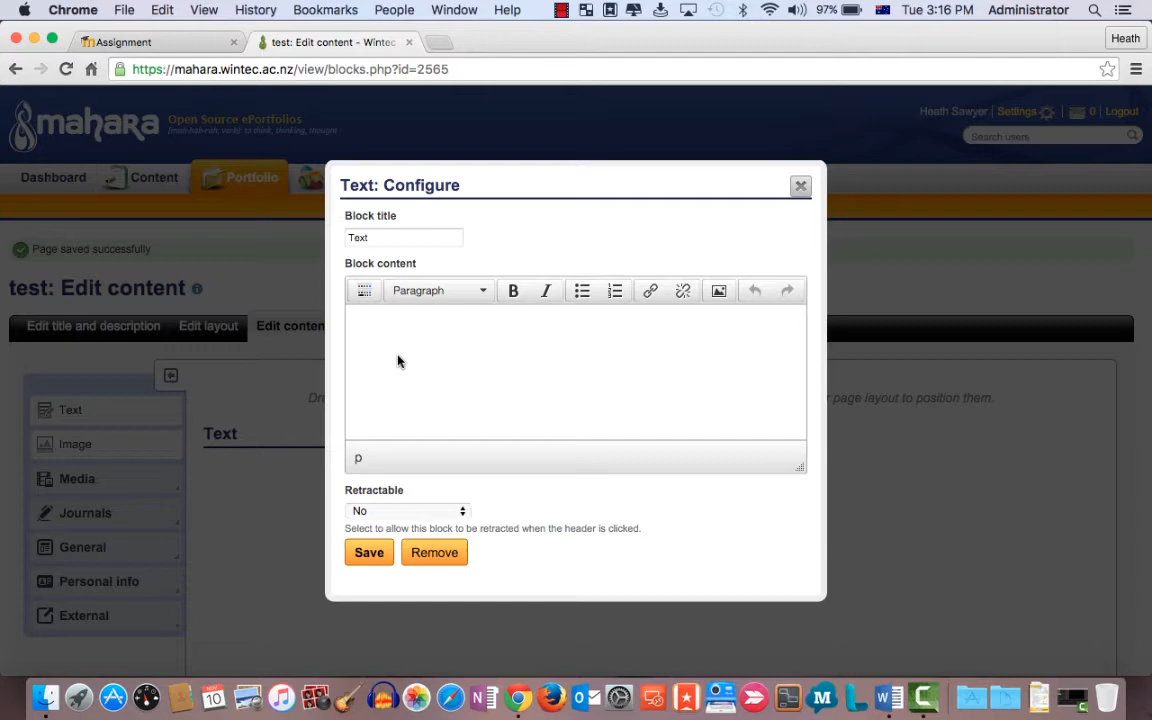 Chrome File Edit View History Bookmarks People Window Help 97% Tue 3:16 PM Administrator
Assignment test: Edit content - Wintec Heath
https://mahara.wintec.ac.nz/view/blocks.php?id=2565
mahara Open Source ePortfolios Heath Sawyer Settings 0 Logout
Search users
Dashboard Content Portfolio
Page saved successfully
test: Edit content
Edit title and description Edit layout Edit conten
Text: Configure
Block title
Text
Block content
Paragraph B I
p
Retractable
No
Select to allow this block to be retracted when the header is clicked.
Save Remove
Dr r page layout to position them.
Text
Text
Image
Media
Journals
General
Personal info
External
NOV
10